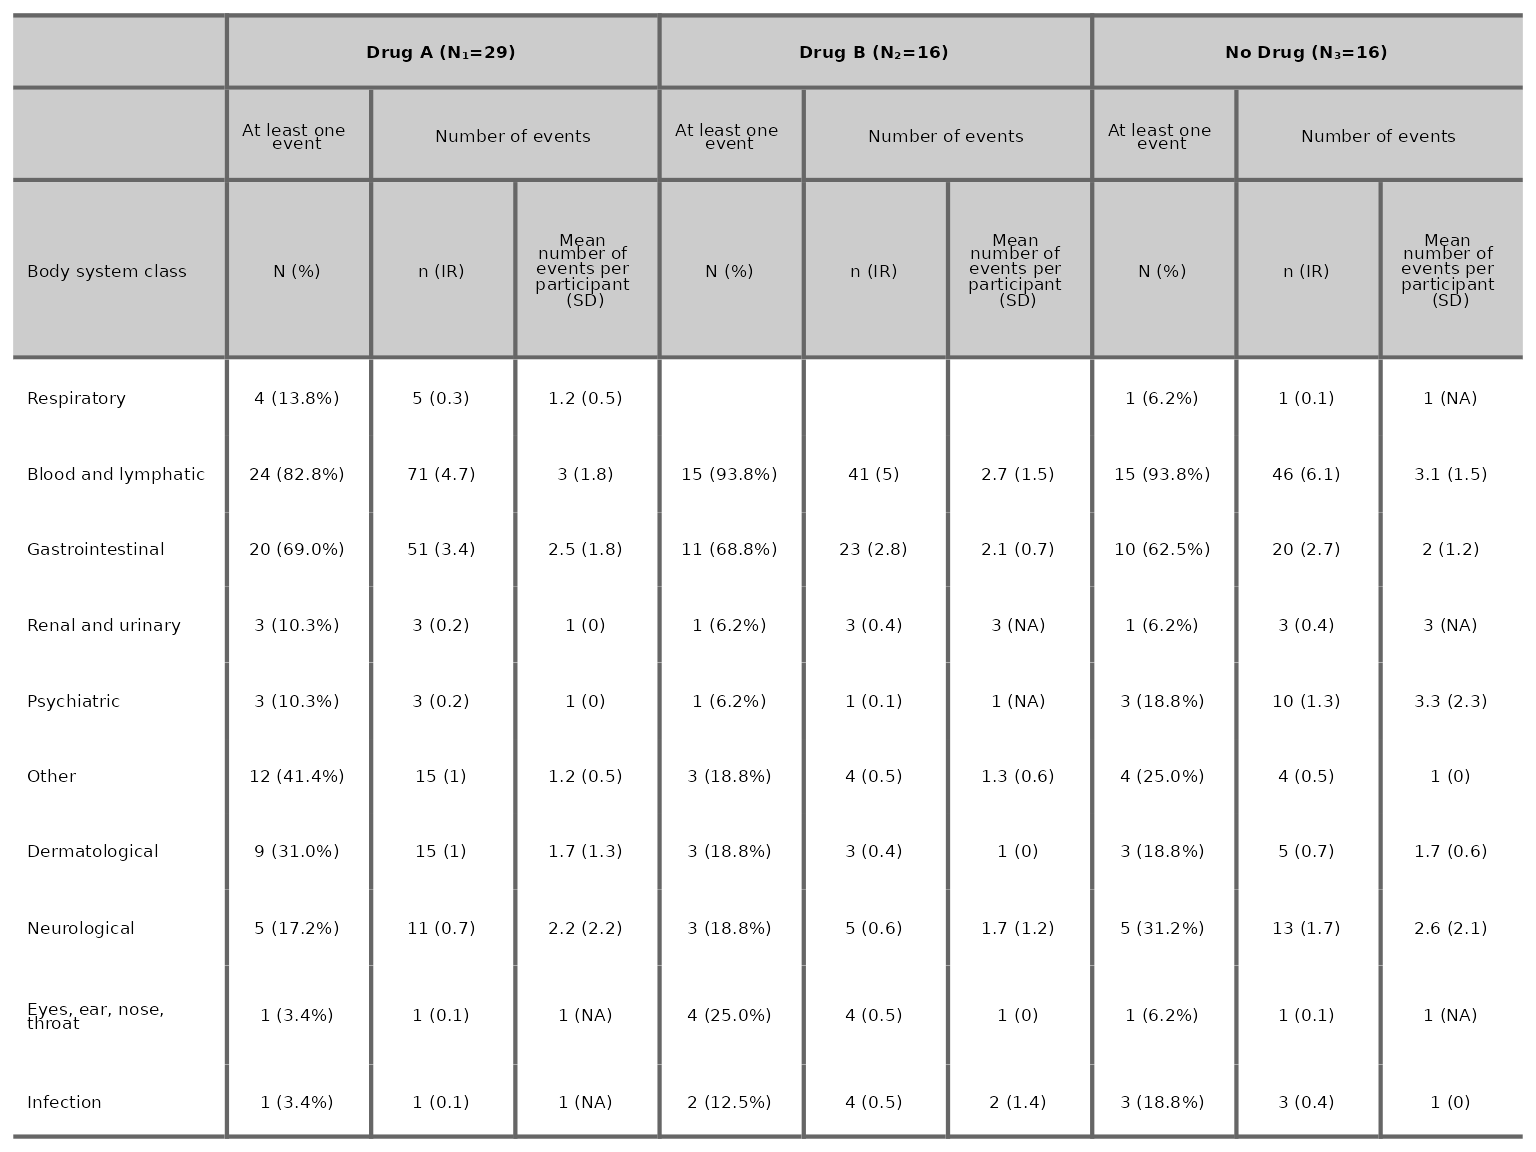 Drug A (N₁=29) Drug B (N₂=16) No Drug (N₃=16)
At least one event Number of events At least one event Number of events At least one event Number of events
Body system class N (%) n (IR) Mean number of events per participant (SD) N (%) n (IR) Mean number of events per participant (SD) N (%) n (IR) Mean number of events per participant (SD)
Respiratory 4 (13.8%) 5 (0.3) 1.2 (0.5) 1 (6.2%) 1 (0.1) 1 (NA)
Blood and lymphatic 24 (82.8%) 71 (4.7) 3 (1.8) 15 (93.8%) 41 (5) 2.7 (1.5) 15 (93.8%) 46 (6.1) 3.1 (1.5)
Gastrointestinal 20 (69.0%) 51 (3.4) 2.5 (1.8) 11 (68.8%) 23 (2.8) 2.1 (0.7) 10 (62.5%) 20 (2.7) 2 (1.2)
Renal and urinary 3 (10.3%) 3 (0.2) 1 (0) 1 (6.2%) 3 (0.4) 3 (NA) 1 (6.2%) 3 (0.4) 3 (NA)
Psychiatric 3 (10.3%) 3 (0.2) 1 (0) 1 (6.2%) 1 (0.1) 1 (NA) 3 (18.8%) 10 (1.3) 3.3 (2.3)
Other 12 (41.4%) 15 (1) 1.2 (0.5) 3 (18.8%) 4 (0.5) 1.3 (0.6) 4 (25.0%) 4 (0.5) 1 (0)
Dermatological 9 (31.0%) 15 (1) 1.7 (1.3) 3 (18.8%) 3 (0.4) 1 (0) 3 (18.8%) 5 (0.7) 1.7 (0.6)
Neurological 5 (17.2%) 11 (0.7) 2.2 (2.2) 3 (18.8%) 5 (0.6) 1.7 (1.2) 5 (31.2%) 13 (1.7) 2.6 (2.1)
Eyes, ear, nose, throat 1 (3.4%) 1 (0.1) 1 (NA) 4 (25.0%) 4 (0.5) 1 (0) 1 (6.2%) 1 (0.1) 1 (NA)
Infection 1 (3.4%) 1 (0.1) 1 (NA) 2 (12.5%) 4 (0.5) 2 (1.4) 3 (18.8%) 3 (0.4) 1 (0)